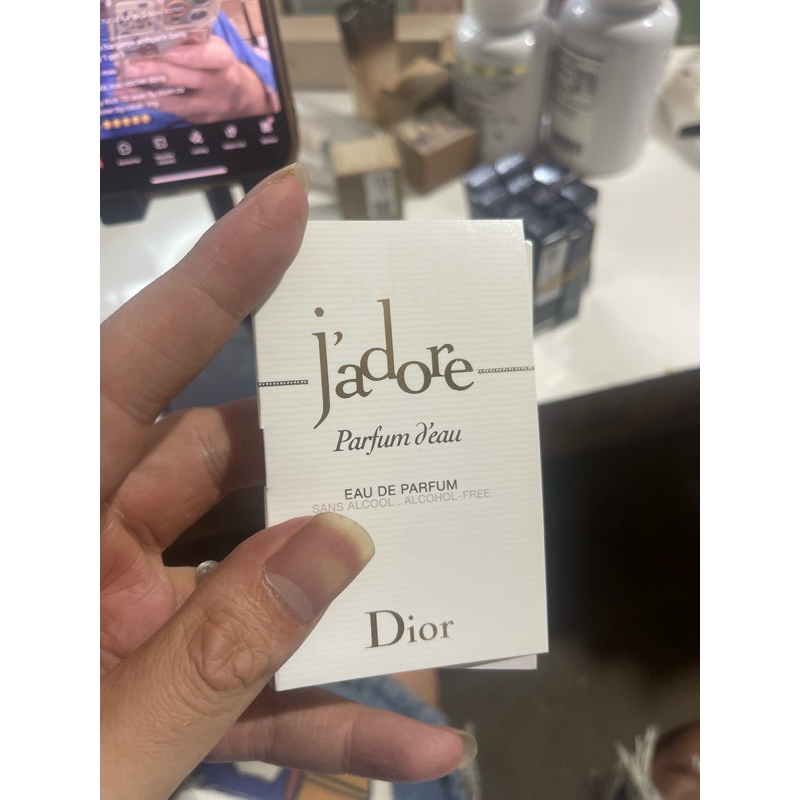 j'adore
Parfum d'eau
EAU DE PARFUM
SANS ALCOOL . ALCOHOL-FREE
Dior